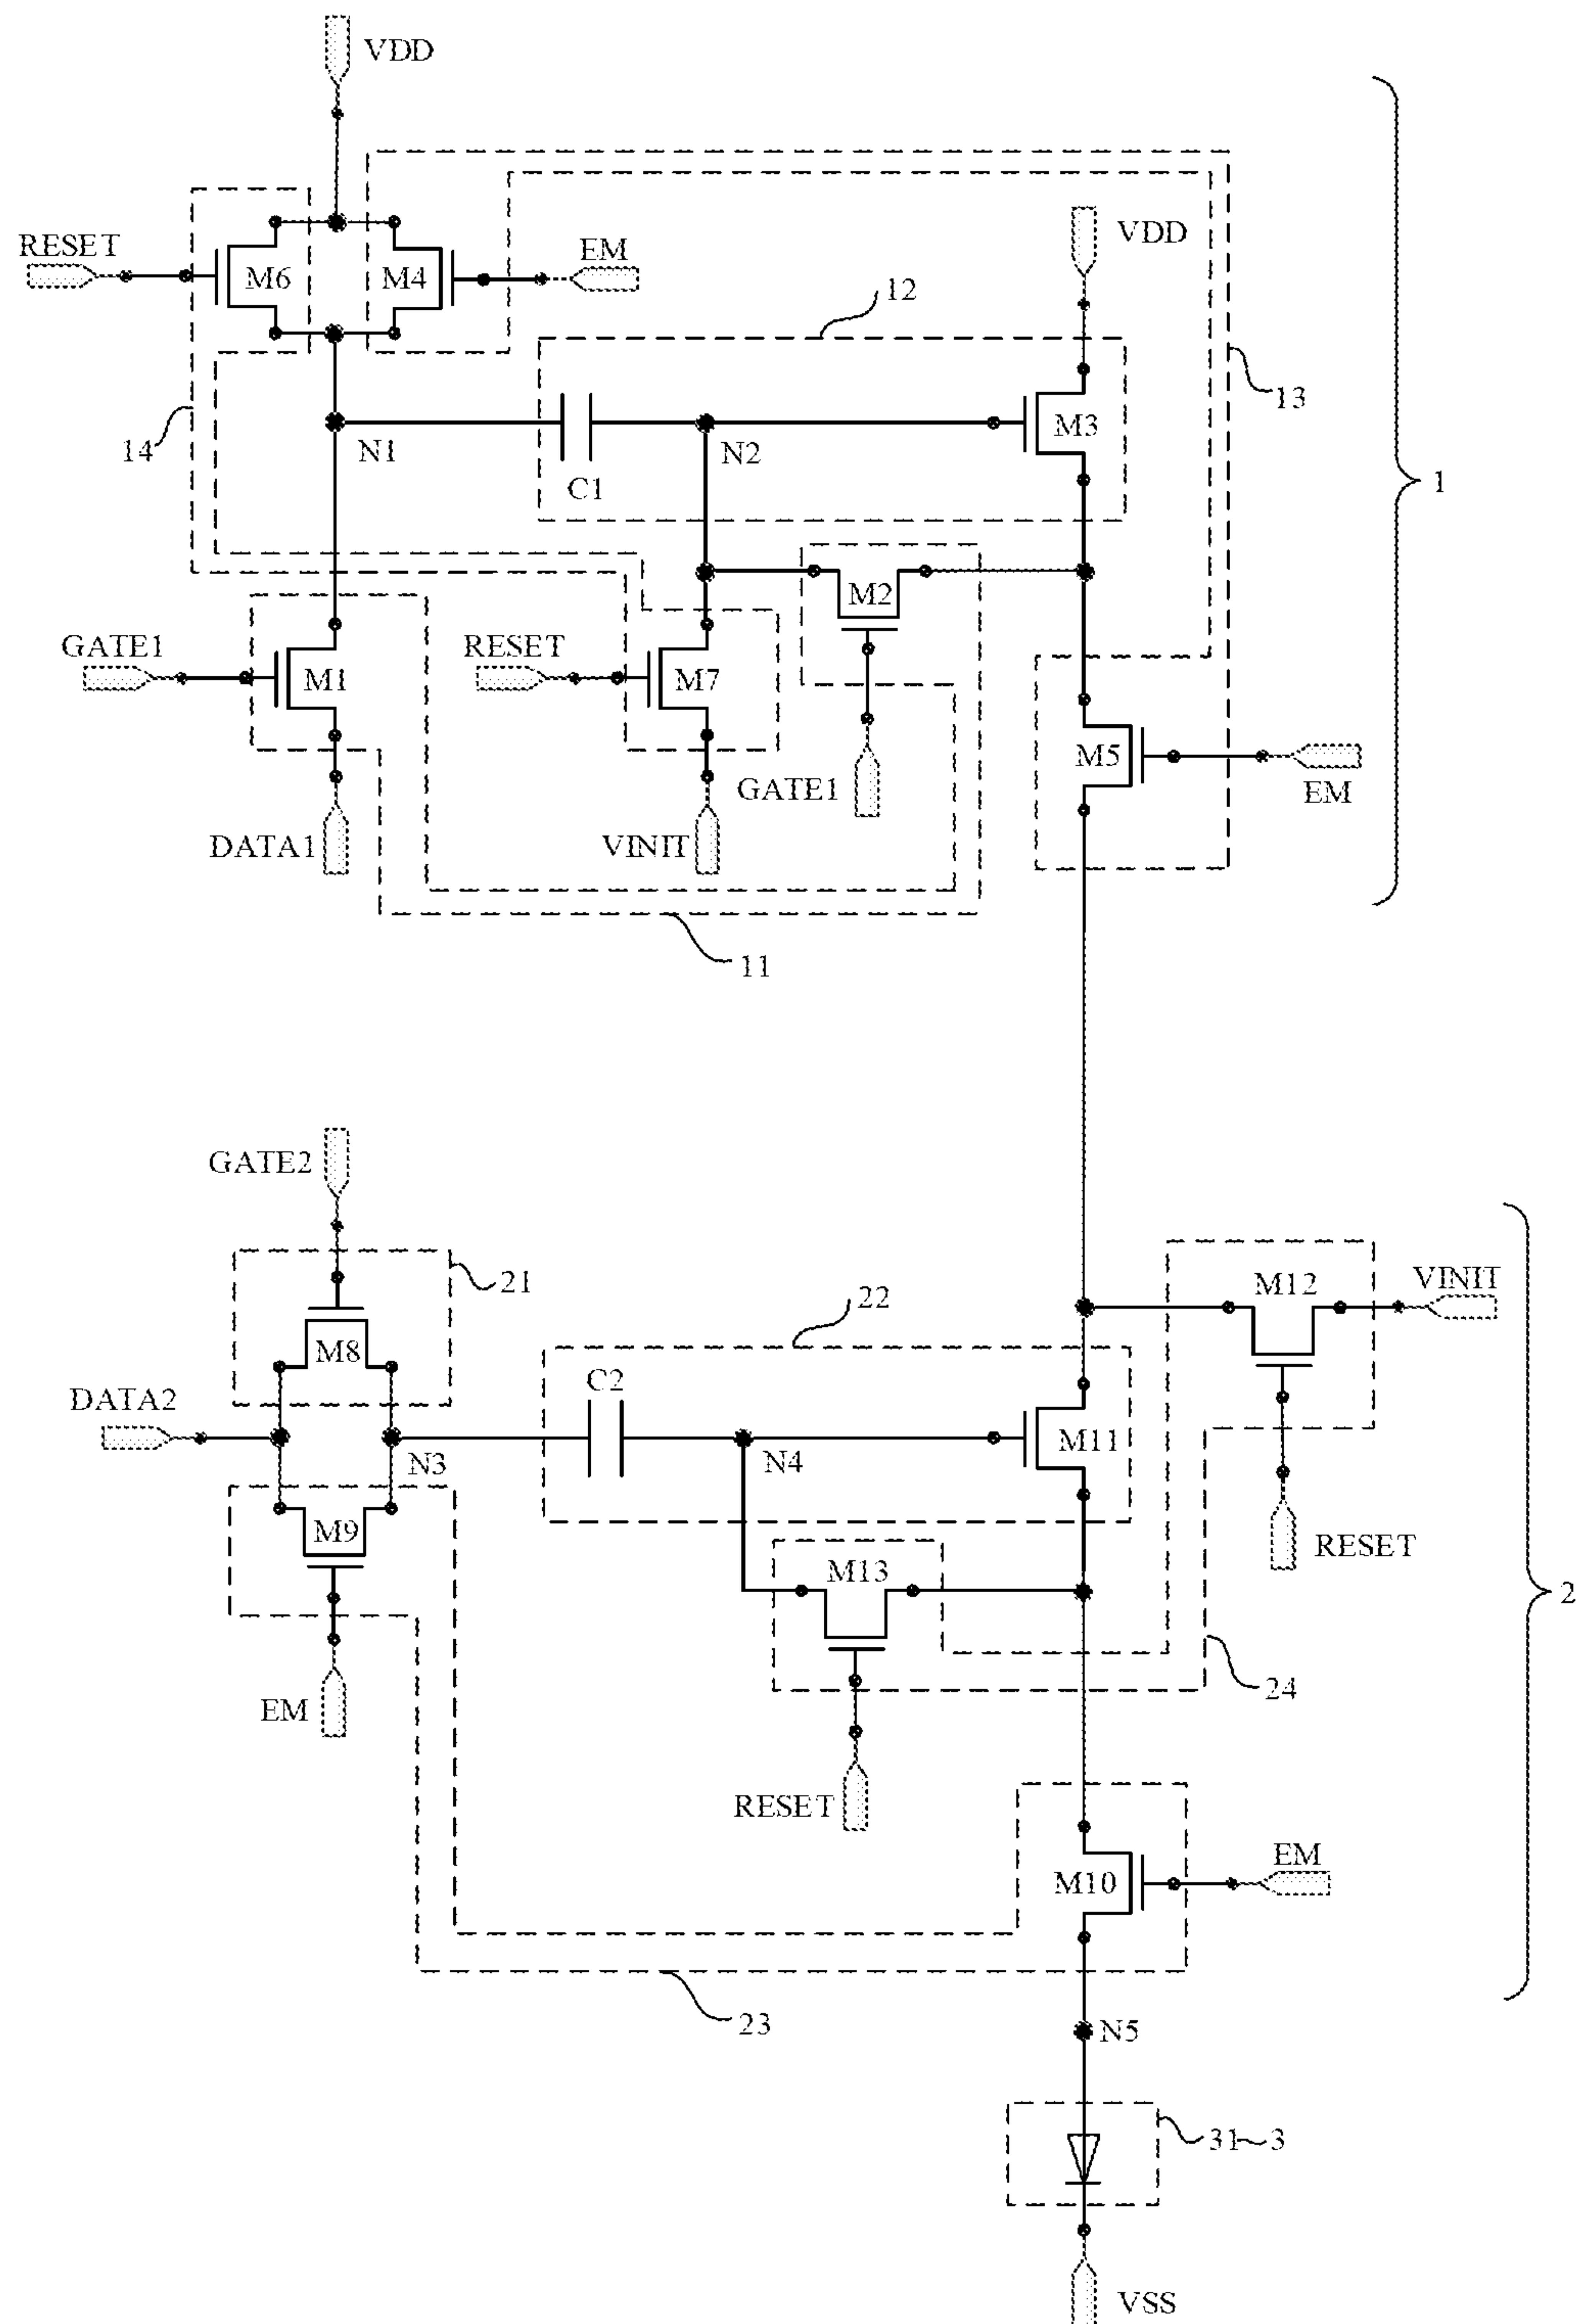 VDD
RESET
M6
M4
EM
VDD
12
13
14
N1
C1
N2
M3
1
M2
GATE1
M1
RESET
M7
M5
EM
DATA1
VINIT
GATE1
11
GATE2
21
22
M12
VINIT
M8
C2
DATA2
N3
N4
M11
M9
M13
RESET
2
EM
24
RESET
M10
EM
23
N5
31
3
VSS